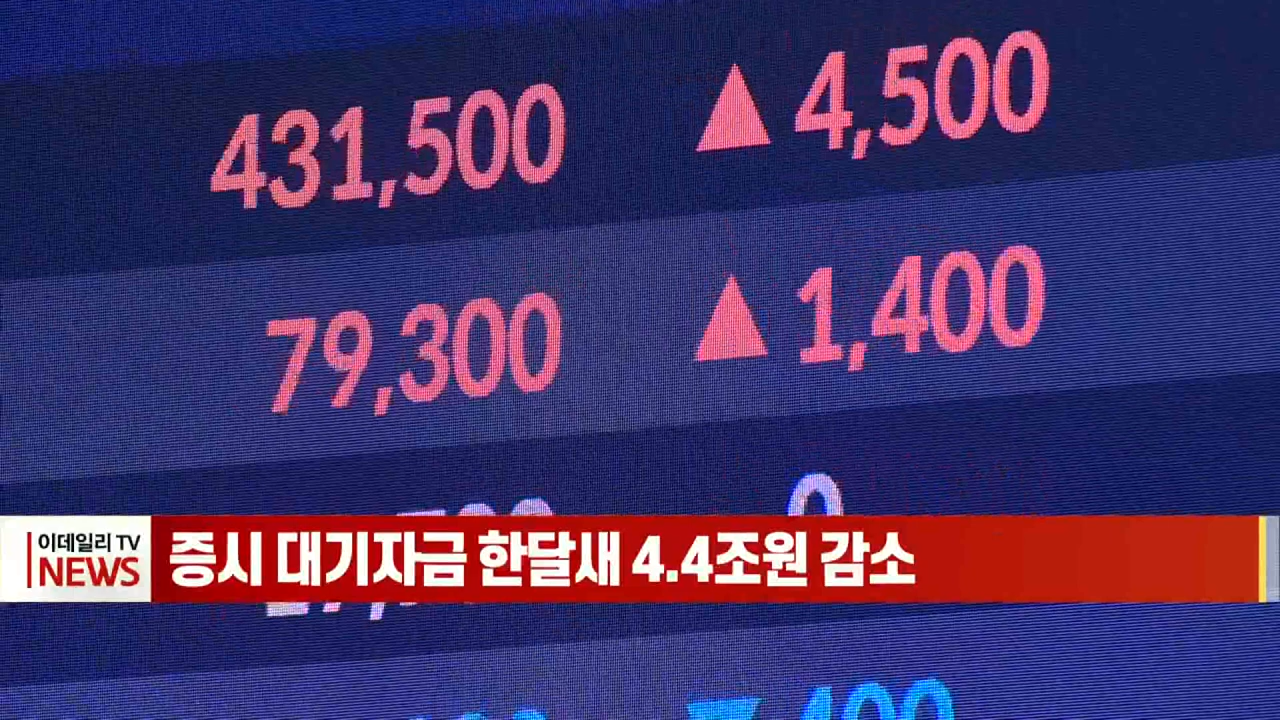 431,500 ▲ 4,500
79,300 ▲ 1,400
이데일리 TV
NEWS
증시 대기자금 한달새 4.4조원 감소